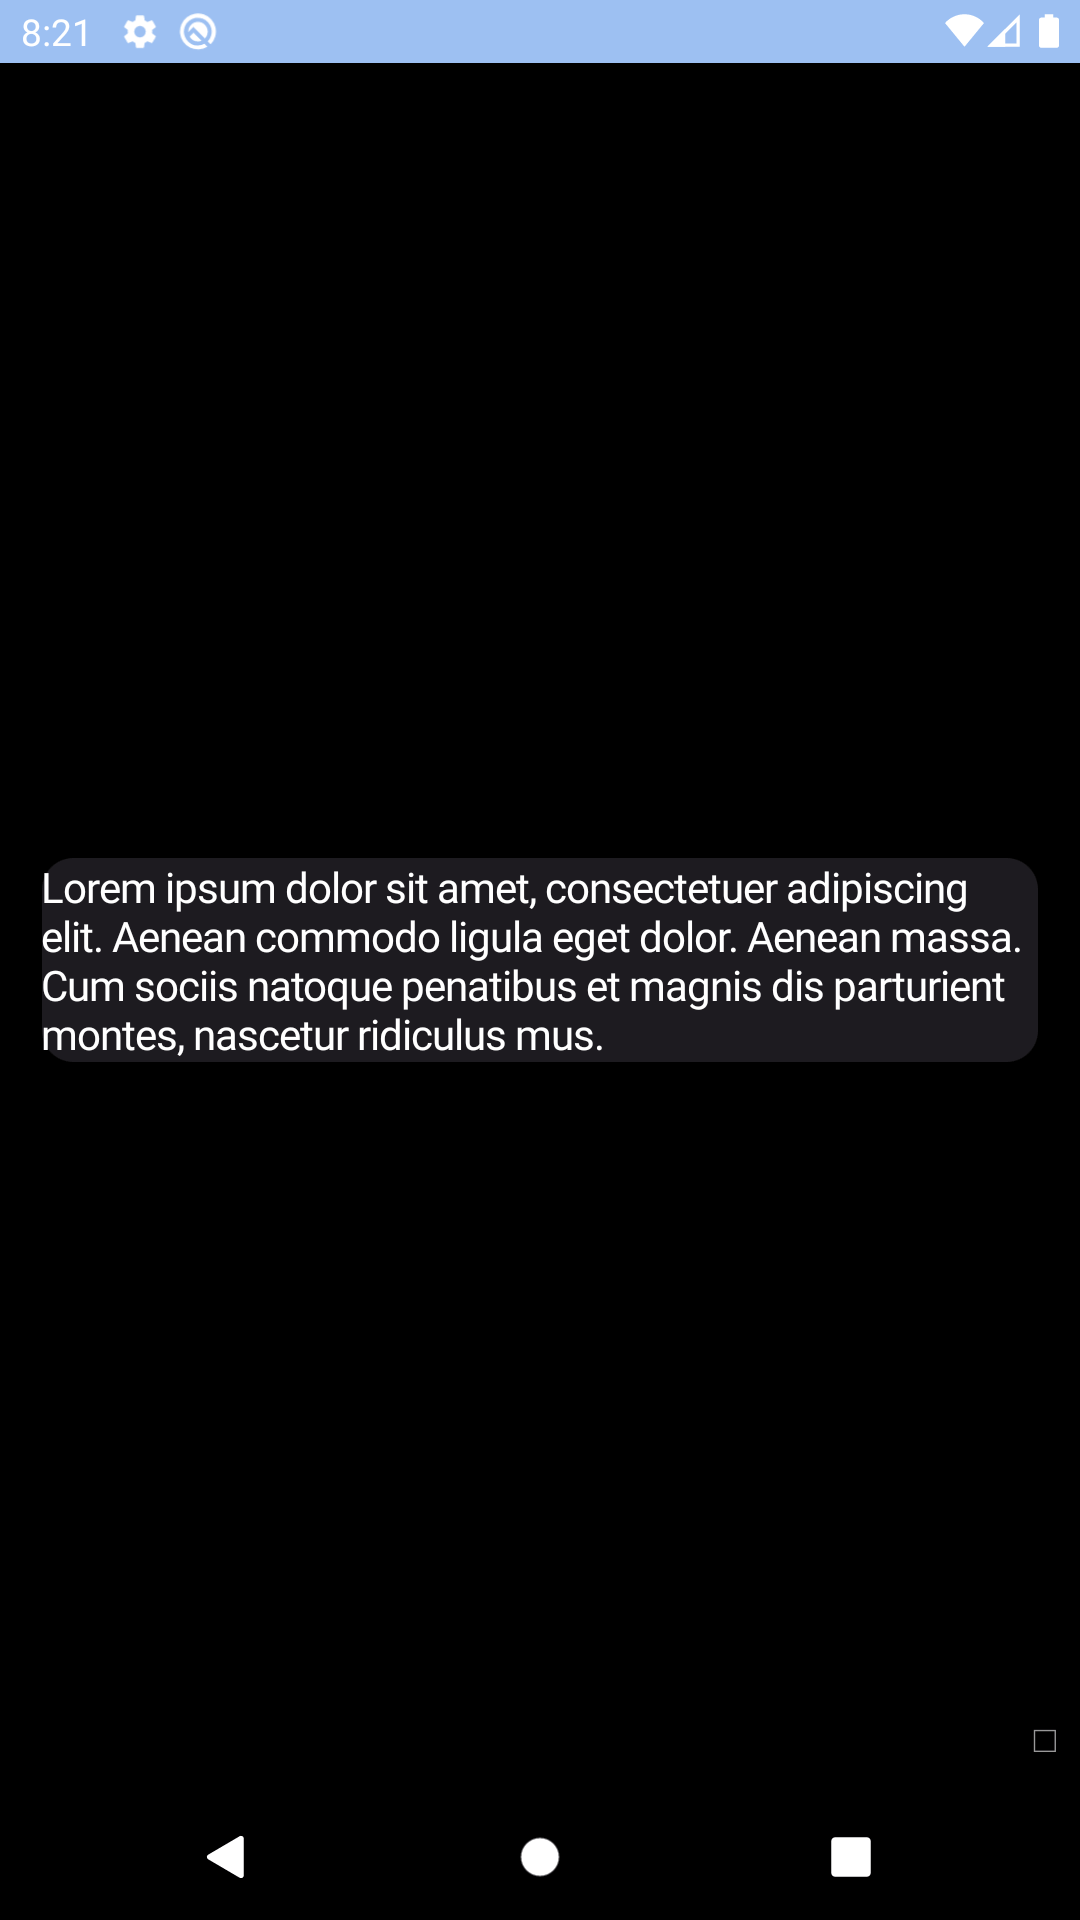 8:21
Lorem ipsum dolor sit amet, consectetuer adipiscing
elit. Aenean commodo ligula eget dolor. Aenean massa.
Cum sociis natoque penatibus et magnis dis parturient
montes, nascetur ridiculus mus.